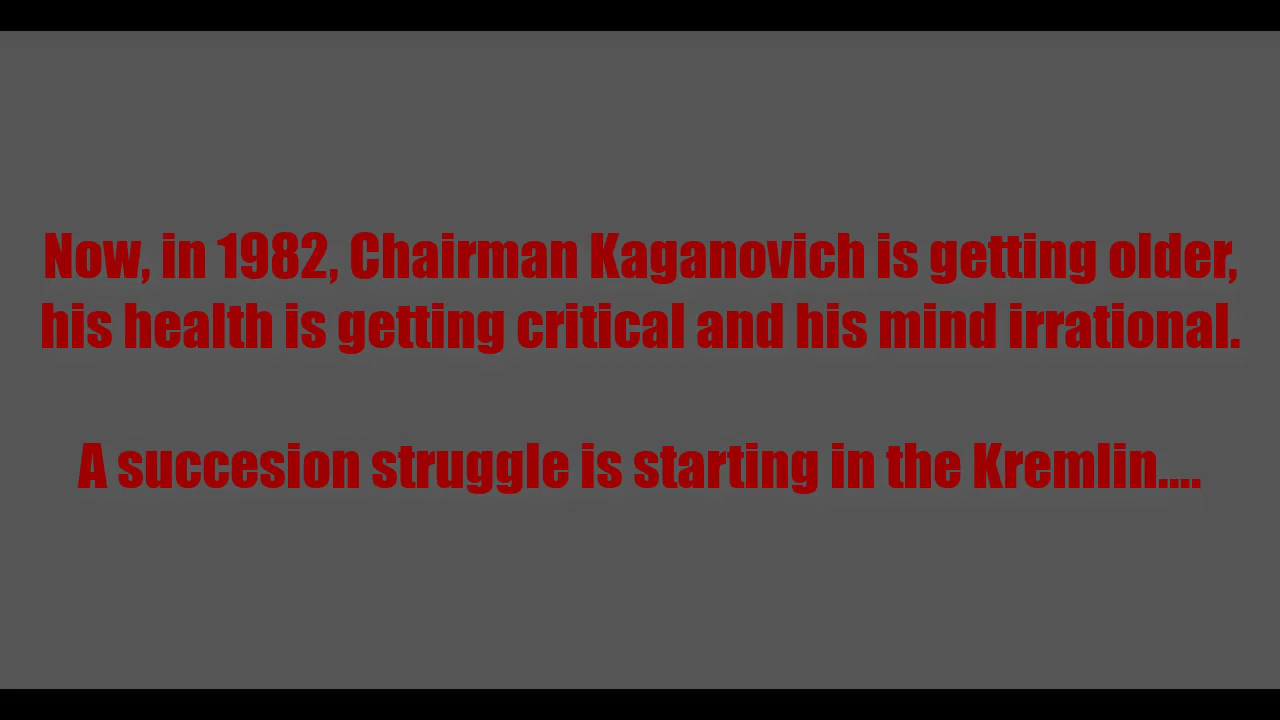 Now, in 1982, Chairman Kaganovich is getting older,
his health is getting critical and his mind irrational.
A succesion struggle is starting in the Kremlin....